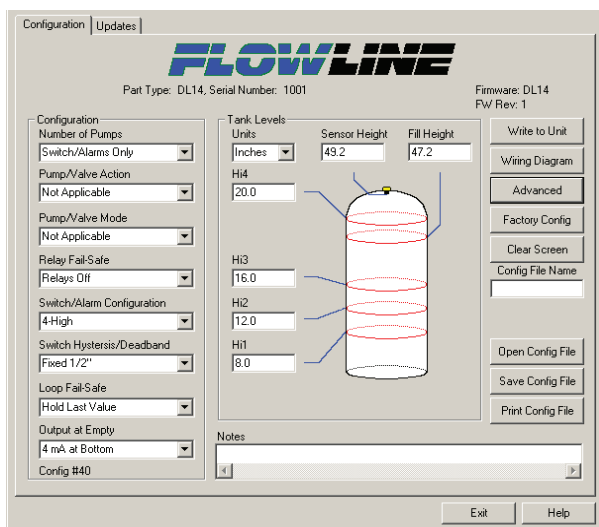 Configuration Updates
FLOWLINE
Part Type: DL14, Serial Number: 1001
Firmware: DL14
FW Rev: 1
Configuration
Number of Pumps
Switch/Alarms Only
Pump/Valve Action
Not Applicable
Pump/Valve Mode
Not Applicable
Relay Fail-Safe
Relays Off
Switch/Alarm Configuration
4-High
Switch Hystersis/Deadband
Fixed 1/2"
Loop Fail-Safe
Hold Last Value
Output at Empty
4 mA at Bottom
Config #40
Tank Levels
Units Sensor Height Fill Height
Inches 49.2 47.2
Hi4
20.0
Hi3
16.0
Hi2
12.0
Hi1
8.0
Notes
Write to Unit
Wiring Diagram
Advanced
Factory Config
Clear Screen
Config File Name
Open Config File
Save Config File
Print Config File
Exit Help